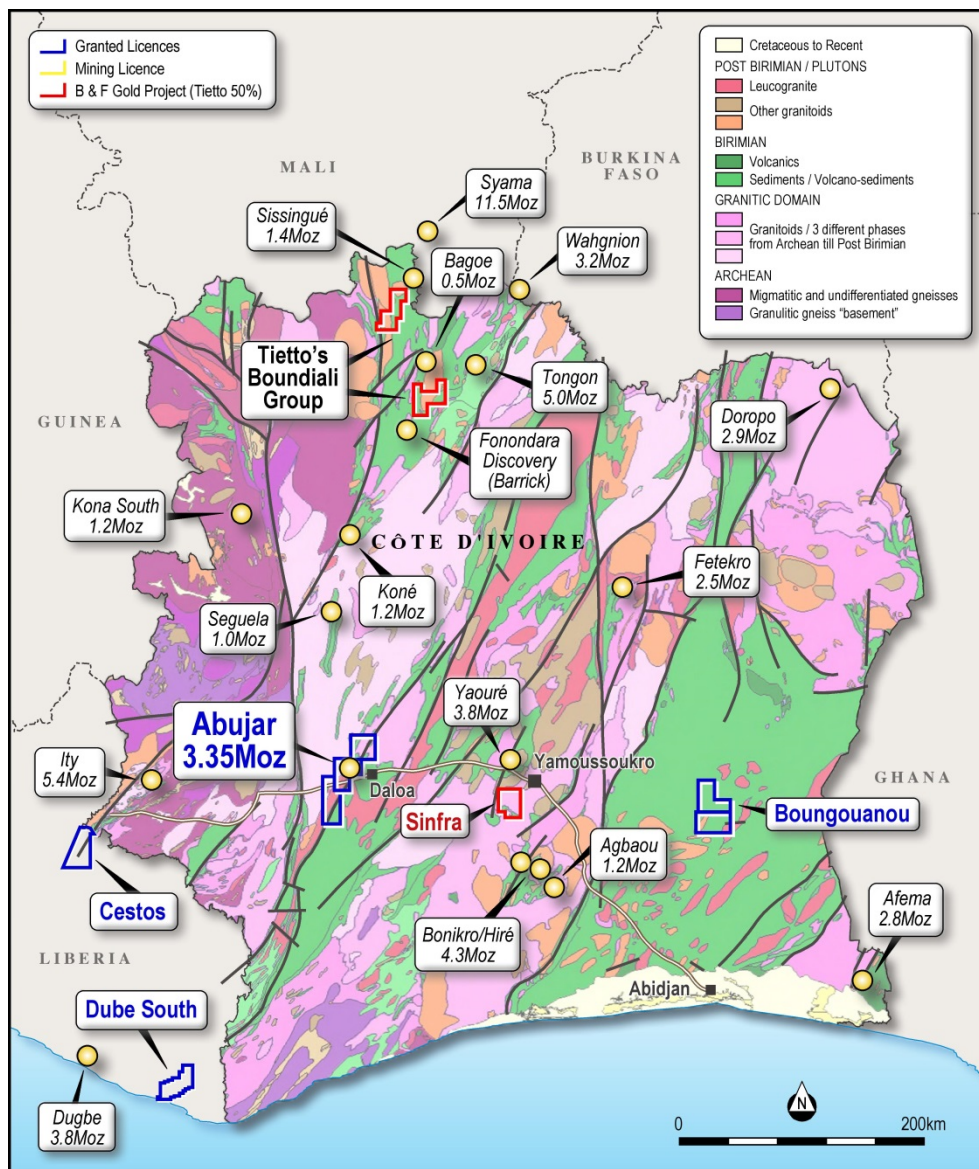 Granted Licences
Mining Licence
B & F Gold Project (Tietto 50%)
Cretaceous to Recent
POST BIRIMIAN / PLUTONS
Leucogranite
Other granitoids
BIRIMIAN
Volcanics
Sediments / Volcano-sediments
GRANITIC DOMAIN
Granitoids / 3 different phases
from Archean till Post Birimian
ARCHEAN
Migmatitic and undifferentiated gneisses
Granulitic gneiss "basement"
MALI
BURKINA
FASO
Syama
11.5Moz
Sissingué
1.4Moz
Bagoe
0.5Moz
Wahgnion
3.2Moz
Tietto's
Boundiali
Group
Tongon
5.0Moz
Doropo
2.9Moz
GUINEA
Fonondara
Discovery
(Barrick)
Kona South
1.2Moz
CÔTE D'IVOIRE
Koné
1.2Moz
Fetekro
2.5Moz
Seguela
1.0Moz
Abujar
3.35Moz
Yaouré
3.8Moz
Yamoussoukro
Ity
5.4Moz
Daloa
GHANA
Sinfra
Boungouanou
Agbaou
1.2Moz
Cestos
Bonikro/Hiré
4.3Moz
Afema
2.8Moz
LIBERIA
Abidjan
Dube South
Dugbe
3.8Moz
N
0
200km